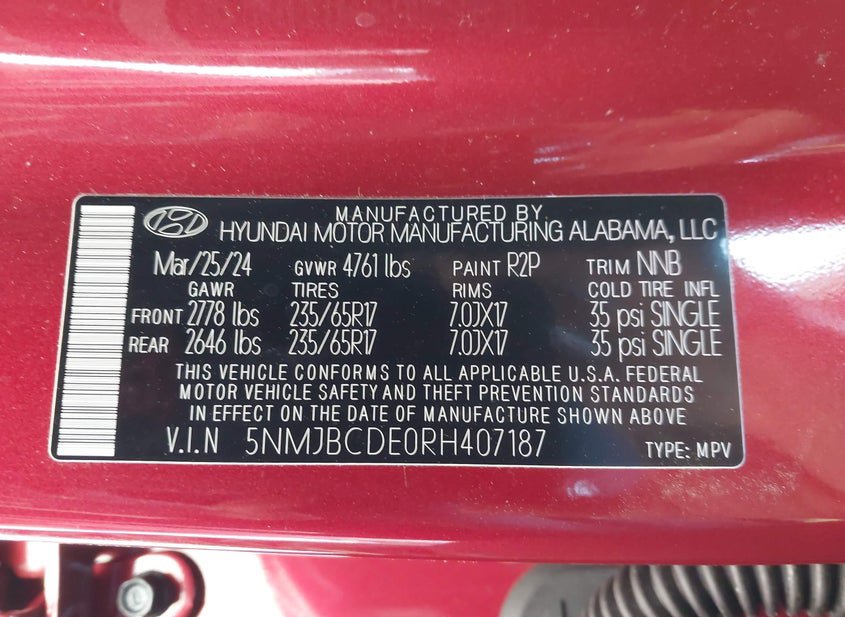 MANUFACTURED BY
HYUNDAI MOTOR MANUFACTURING ALABAMA, LLC
Mar/25/24 GVWR 4761 lbs PAINT R2P TRIM NNB
GAWR TIRES RIMS COLD TIRE INFL
FRONT 2778 lbs 235/65R17 7.0JX17 35 psi SINGLE
REAR 2646 lbs 235/65R17 7.0JX17 35 psi SINGLE
THIS VEHICLE CONFORMS TO ALL APPLICABLE U.S.A. FEDERAL
MOTOR VEHICLE SAFETY AND THEFT PREVENTION STANDARDS
IN EFFECT ON THE DATE OF MANUFACTURE SHOWN ABOVE
V.I.N 5NMJBCDE0RH407187 TYPE: MPV